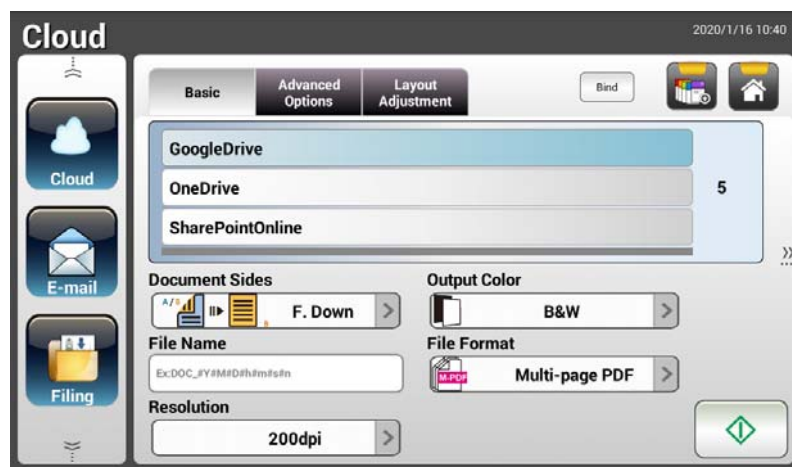 Cloud
2020/1/16 10:40
Basic
Advanced Options
Layout Adjustment
Bind
Cloud
GoogleDrive
OneDrive
5
SharePointOnline
E-mail
Document Sides
Output Color
F. Down
B&W
File Name
File Format
Ex:DOC_#Y#M#D#h#m#s#n
M-PDF
Multi-page PDF
Filing
Resolution
200dpi